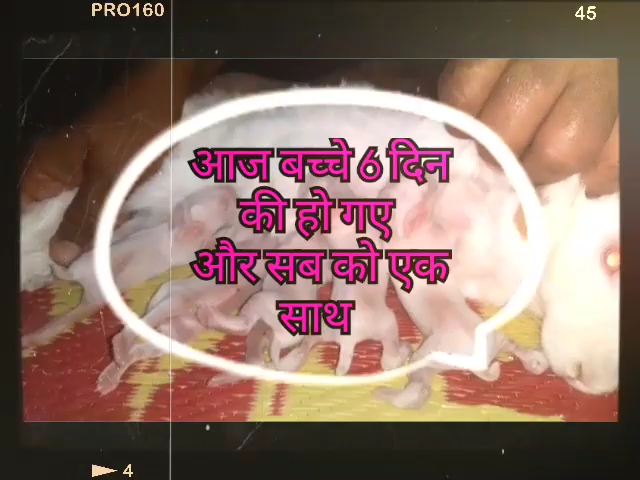 PRO160
45
आज बच्चे 6 दिन
की हो गए
और सब को एक
साथ
4